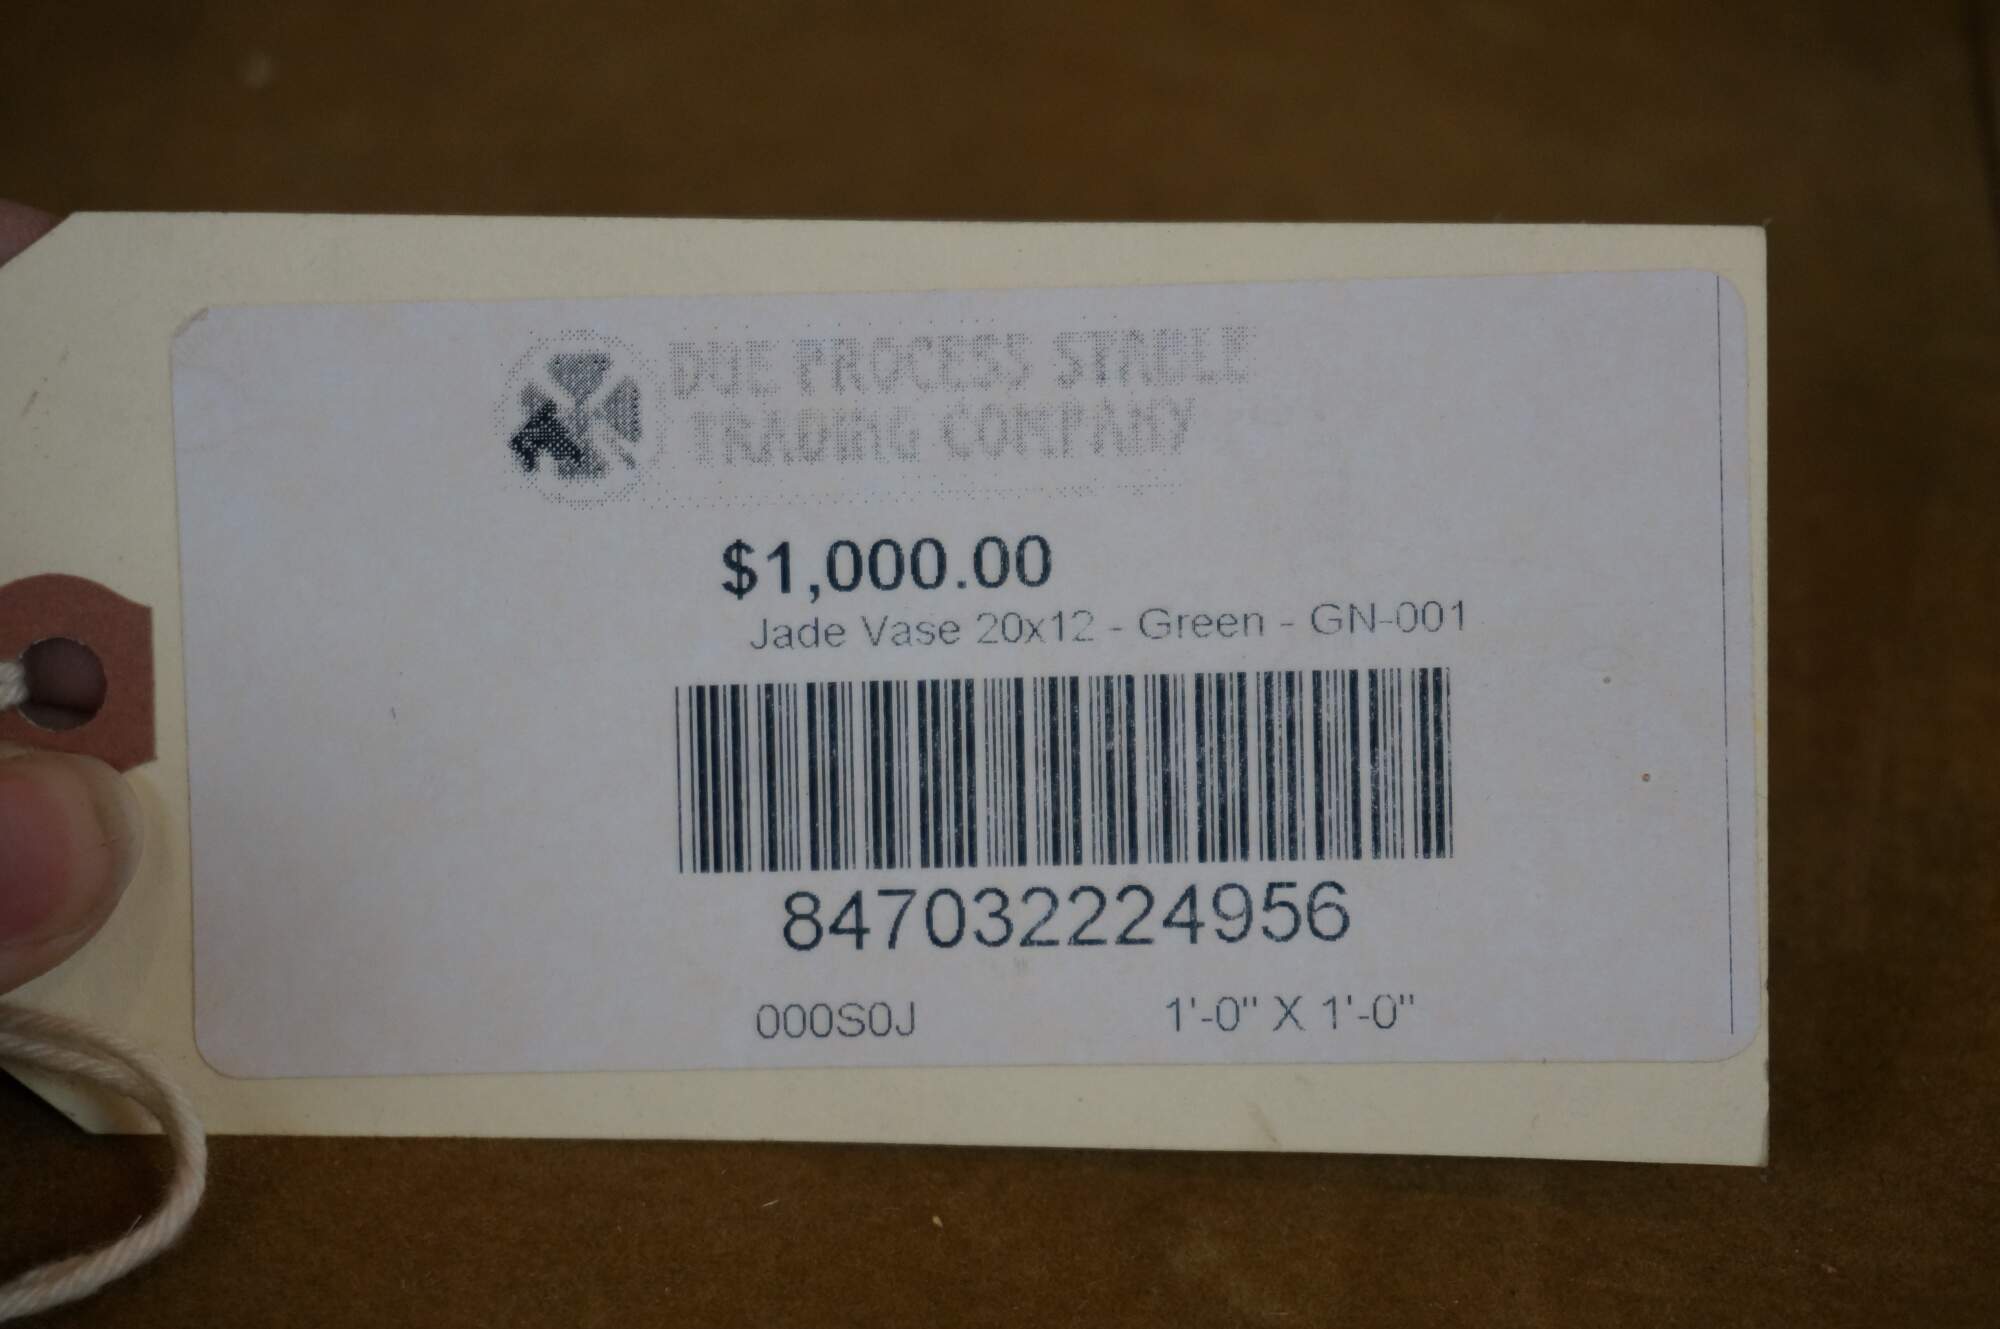 DUE PROCESS STABLE
TRADING COMPANY
$1,000.00
Jade Vase 20x12 - Green - GN-001
847032224956
000S0J 1'-0" X 1'-0"